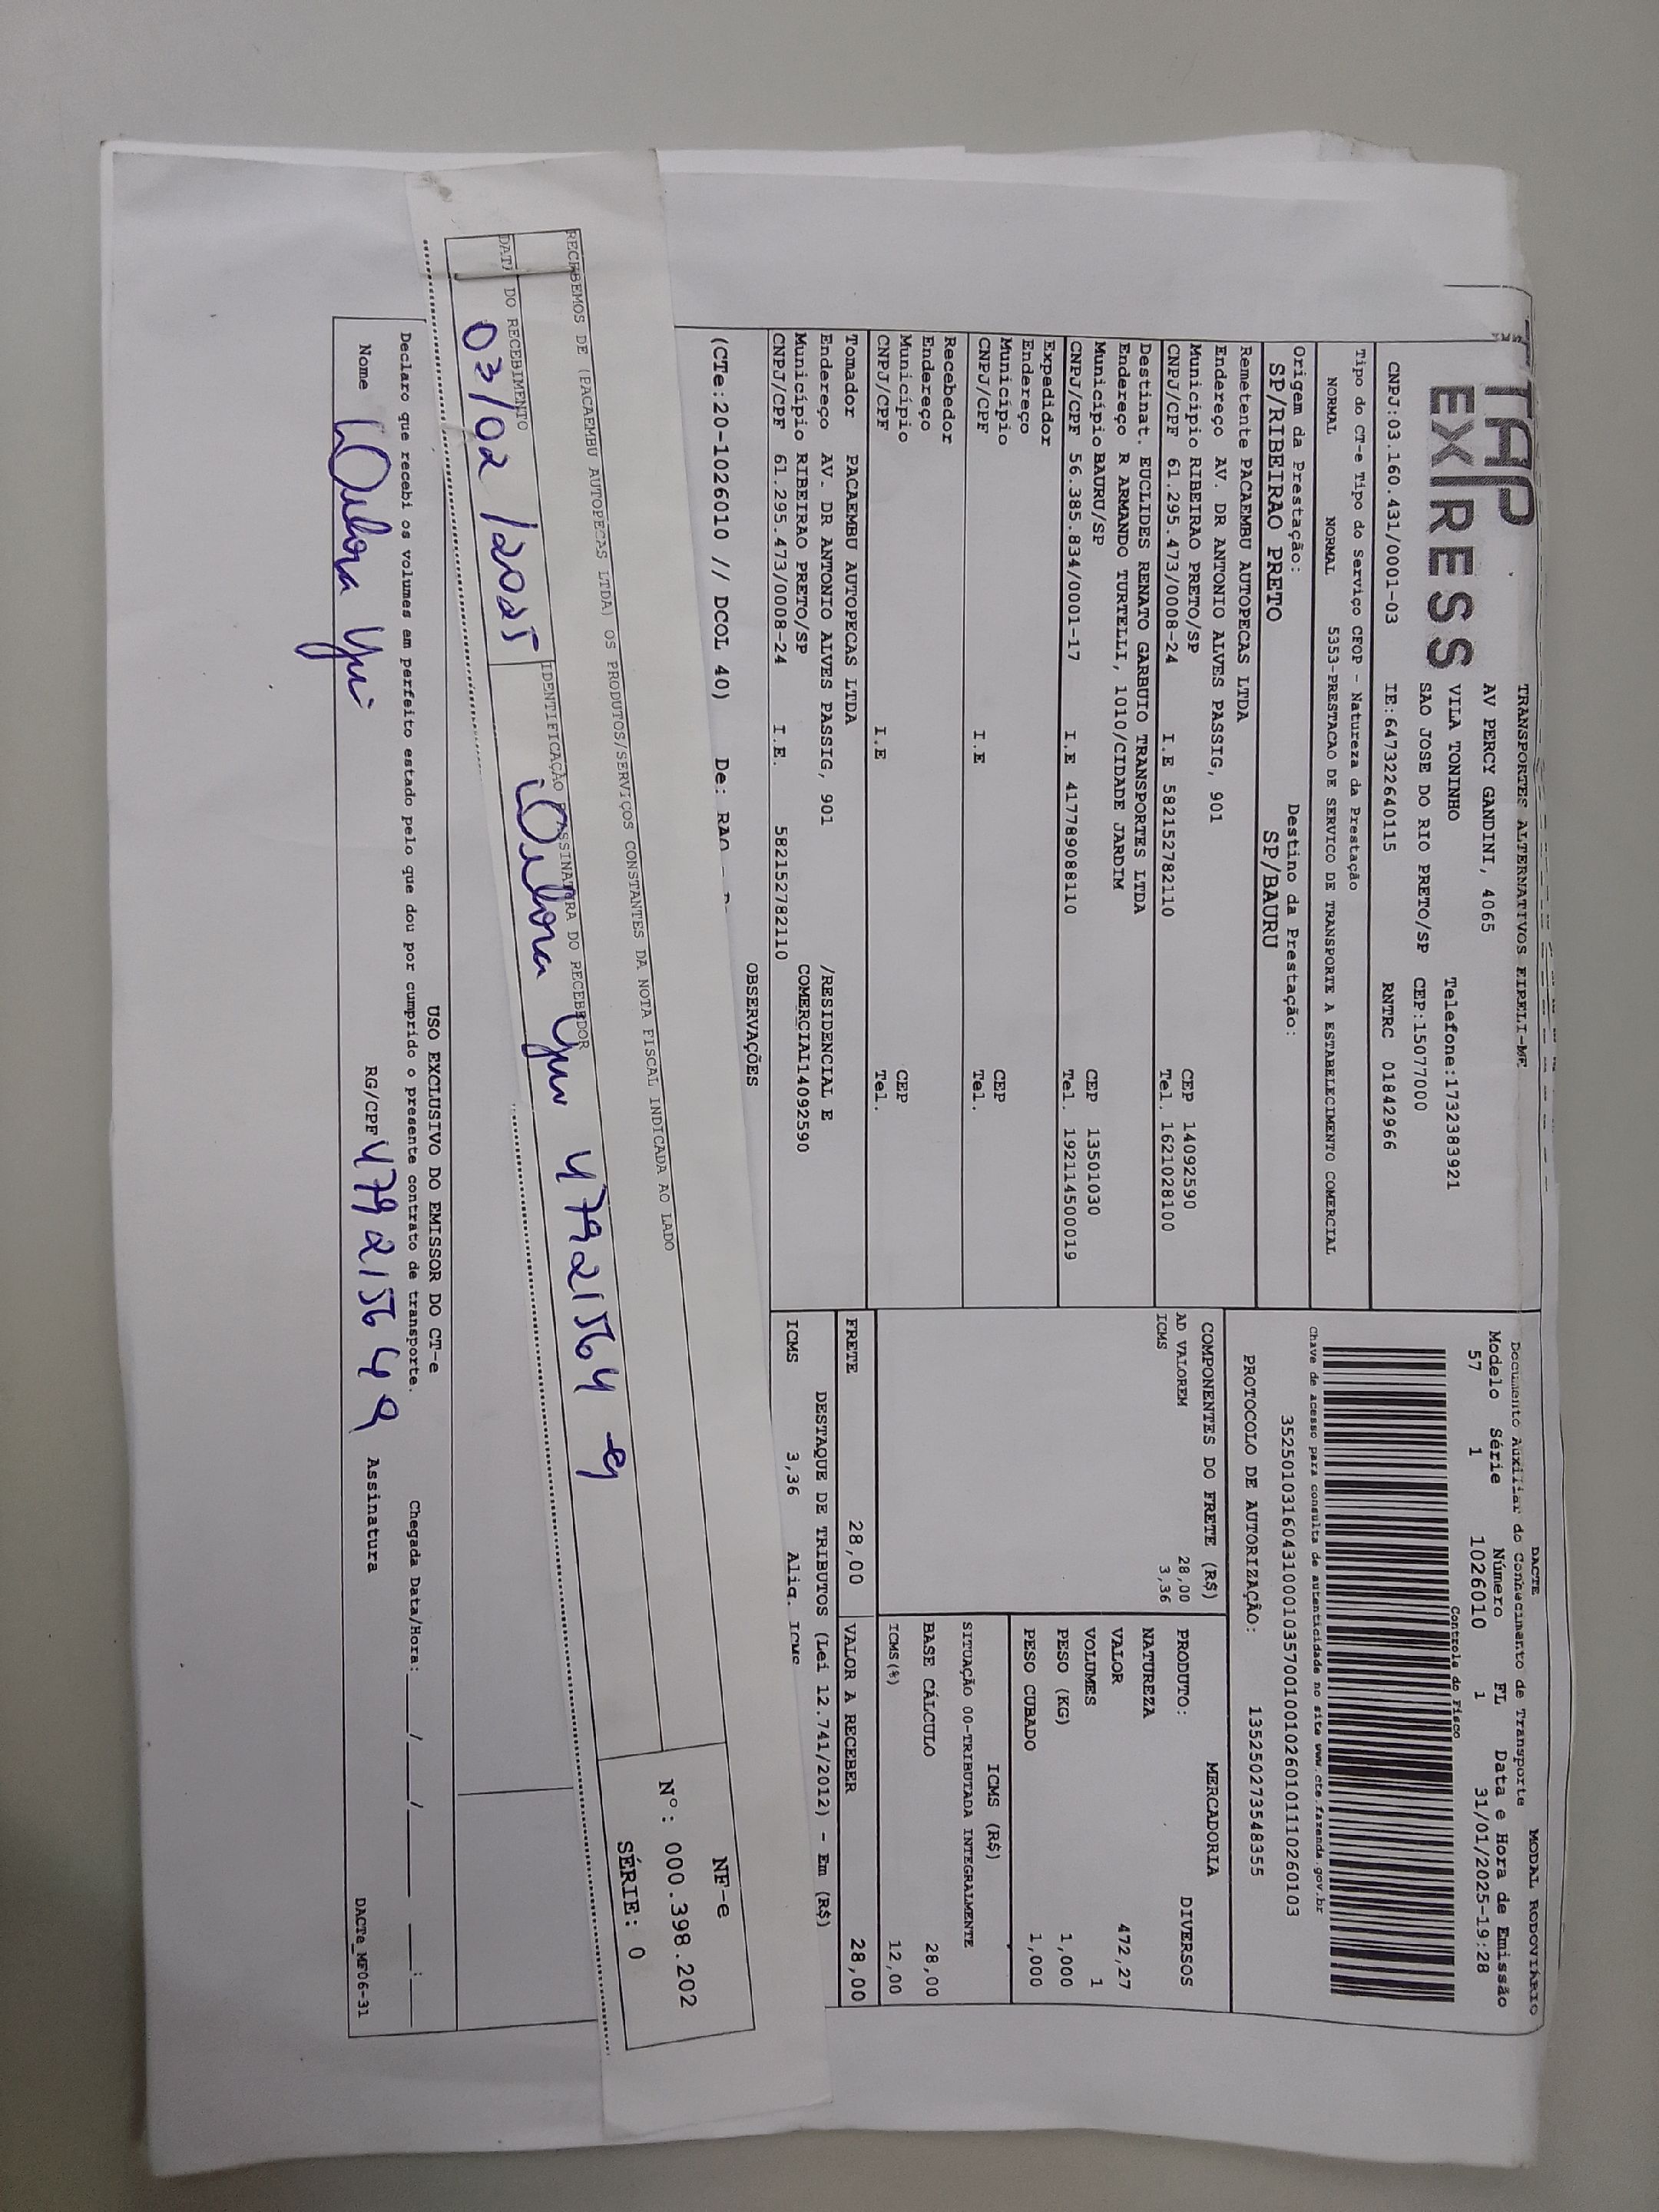 TAP
EXPRESS
TRANSPORTES ALTERNATIVOS EIRELI-ME
AV PERCY GANDINI, 4065
VILA TONINHO Telefone:1732383921
SAO JOSE DO RIO PRETO/SP CEP:15077000
CNPJ:03.160.431/0001-03 IE:647322640115 RNTRC 01842966
Tipo do CT-e Tipo do Serviço CFOP - Natureza da Prestação
NORMAL NORMAL 5353-PRESTACAO DE SERVICO DE TRANSPORTE A ESTABELECIMENTO COMERCIAL
Origem da Prestação: Destino da Prestação:
SP/RIBEIRAO PRETO SP/BAURU
DACTE MODAL RODOVIÁRIO
Documento Auxiliar do Conhecimento de Transporte
Modelo Série Número FL Data e Hora de Emissão
57 1 1026010 1 31/01/2025-19:28
Controle do Fisco
Chave de acesso para consulta de autenticidade no site www.cte.fazenda.gov.br
35250103160431000103570010010260101110260103
PROTOCOLO DE AUTORIZAÇÃO: 135250273548355
Remetente PACAEMBU AUTOPECAS LTDA
Endereço AV. DR ANTONIO ALVES PASSIG, 901
Município RIBEIRAO PRETO/SP CEP 14092590
CNPJ/CPF 61.295.473/0008-24 I.E 582152782110 Tel. 1621028100
Destinat. EUCLIDES RENATO GARBUIO TRANSPORTES LTDA
Endereço R ARMANDO TURTELLI, 1010/CIDADE JARDIM
Município BAURU/SP CEP 13501030
CNPJ/CPF 56.385.834/0001-17 I.E 417789088110 Tel. 192114500019
Expedidor
Endereço
Município CEP
CNPJ/CPF I.E Tel.
Recebedor
Endereço
Município CEP
CNPJ/CPF I.E Tel.
Tomador PACAEMBU AUTOPECAS LTDA
Endereço AV. DR ANTONIO ALVES PASSIG, 901 /RESIDENCIAL E
Município RIBEIRAO PRETO/SP COMERCIAL14092590
CNPJ/CPF 61.295.473/0008-24 I.E. 582152782110
COMPONENTES DO FRETE (R$)
AD VALOREM 28,00
ICMS 3,36
MERCADORIA
PRODUTO: DIVERSOS
NATUREZA
VALOR 472,27
VOLUMES 1
PESO (KG) 1,000
PESO CUBADO 1,000
ICMS (R$)
SITUAÇÃO 00-TRIBUTADA INTEGRALMENTE
BASE CÁLCULO 28,00
ICMS(%) 12,00
FRETE 28,00 VALOR A RECEBER 28,00
DESTAQUE DE TRIBUTOS (Lei 12.741/2012) - Em (R$)
ICMS 3,36 Aliq. ICMS
OBSERVAÇÕES
(CTe:20-1026010 // DCOL 40) De: RAO -
RECEBEMOS DE (PACAEMBU AUTOPECAS LTDA) OS PRODUTOS/SERVIÇOS CONSTANTES DA NOTA FISCAL INDICADA AO LADO
DATA DO RECEBIMENTO IDENTIFICAÇÃO ASSINATURA DO RECEBEDOR
03/02/2025 47921564 9
NF-e
Nº: 000.398.202
SÉRIE: 0
USO EXCLUSIVO DO EMISSOR DO CT-e
Declaro que recebi os volumes em perfeito estado pelo que dou por cumprido o presente contrato de transporte. Chegada Data/Hora: ___/___/___ __:__
Nome RG/CPF 47921564 9 Assinatura
DACTe_MF06-31